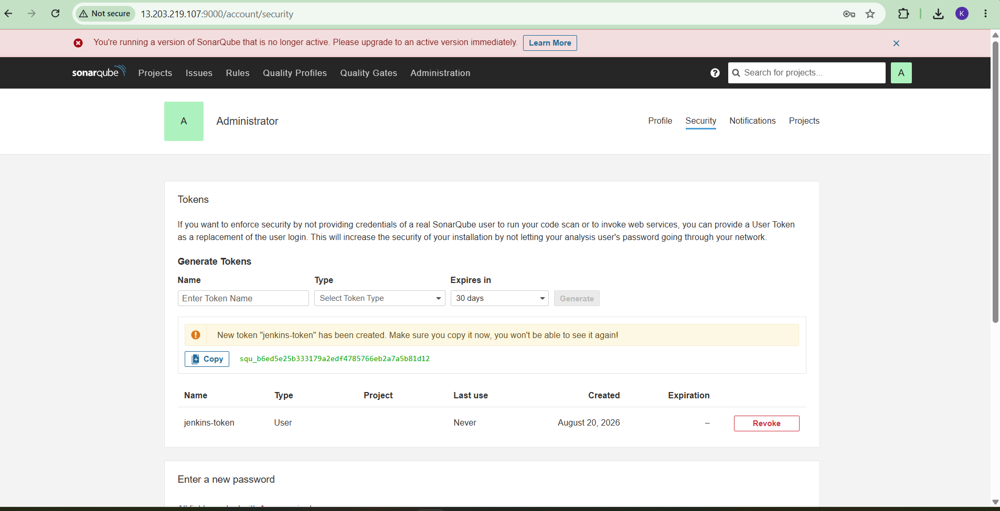 Not secure 13.203.219.107:9000/account/security K
You're running a version of SonarQube that is no longer active. Please upgrade to an active version immediately. Learn More
sonarqube Projects Issues Rules Quality Profiles Quality Gates Administration ? Search for projects... A
A Administrator Profile Security Notifications Projects
Tokens
If you want to enforce security by not providing credentials of a real SonarQube user to run your code scan or to invoke web services, you can provide a User Token
as a replacement of the user login. This will increase the security of your installation by not letting your analysis user's password going through your network.
Generate Tokens
Name Type Expires in
Enter Token Name Select Token Type 30 days Generate
New token "jenkins-token" has been created. Make sure you copy it now, you won't be able to see it again!
Copy squ_b6ed5e25b333179a2edf4785766eb2a7a5b81d12
Name Type Project Last use Created Expiration
jenkins-token User Never August 20, 2026 – Revoke
Enter a new password